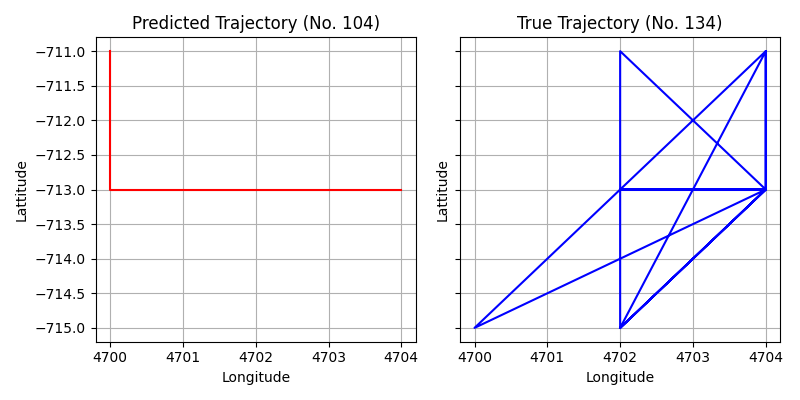 Predicted Trajectory (No. 104)
−711.0
−711.5
−712.0
−712.5
−713.0
−713.5
−714.0
−714.5
−715.0
Lattitude
4700 4701 4702 4703 4704
Longitude
True Trajectory (No. 134)
Lattitude
4700 4701 4702 4703 4704
Longitude